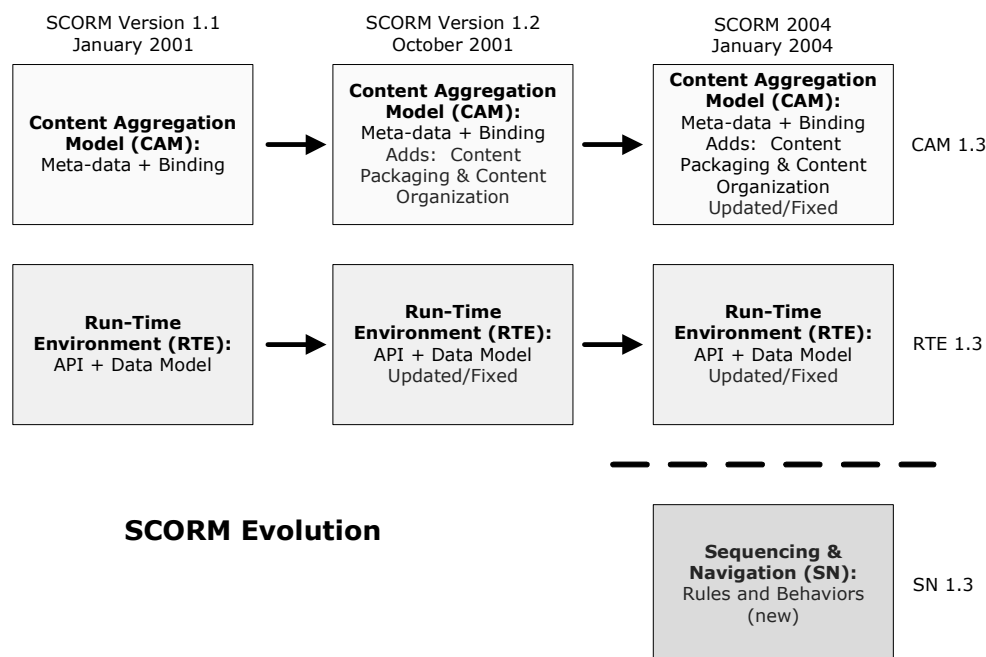 SCORM Version 1.1
January 2001
SCORM Version 1.2
October 2001
SCORM 2004
January 2004
Content Aggregation
Model (CAM):
Meta-data + Binding
Content Aggregation
Model (CAM):
Meta-data + Binding
Adds:  Content
Packaging & Content
Organization
Content Aggregation
Model (CAM):
Meta-data + Binding
Adds:  Content
Packaging & Content
Organization
Updated/Fixed
CAM 1.3
Run-Time
Environment (RTE):
API + Data Model
Run-Time
Environment (RTE):
API + Data Model
Updated/Fixed
Run-Time
Environment (RTE):
API + Data Model
Updated/Fixed
RTE 1.3
SCORM Evolution
Sequencing &
Navigation (SN):
Rules and Behaviors
(new)
SN 1.3